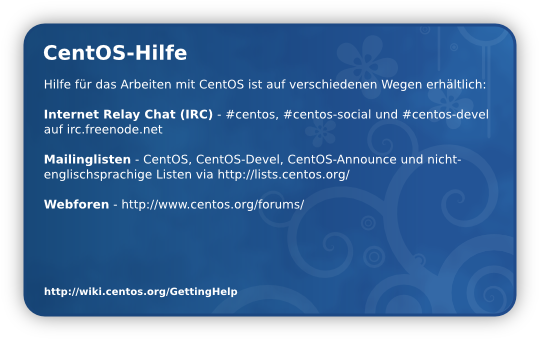 CentOS-Hilfe
Hilfe für das Arbeiten mit CentOS ist auf verschiedenen Wegen erhältlich:
Internet Relay Chat (IRC) - #centos, #centos-social und #centos-devel
auf irc.freenode.net
Mailinglisten - CentOS, CentOS-Devel, CentOS-Announce und nicht-
englischsprachige Listen via http://lists.centos.org/
Webforen - http://www.centos.org/forums/
http://wiki.centos.org/GettingHelp